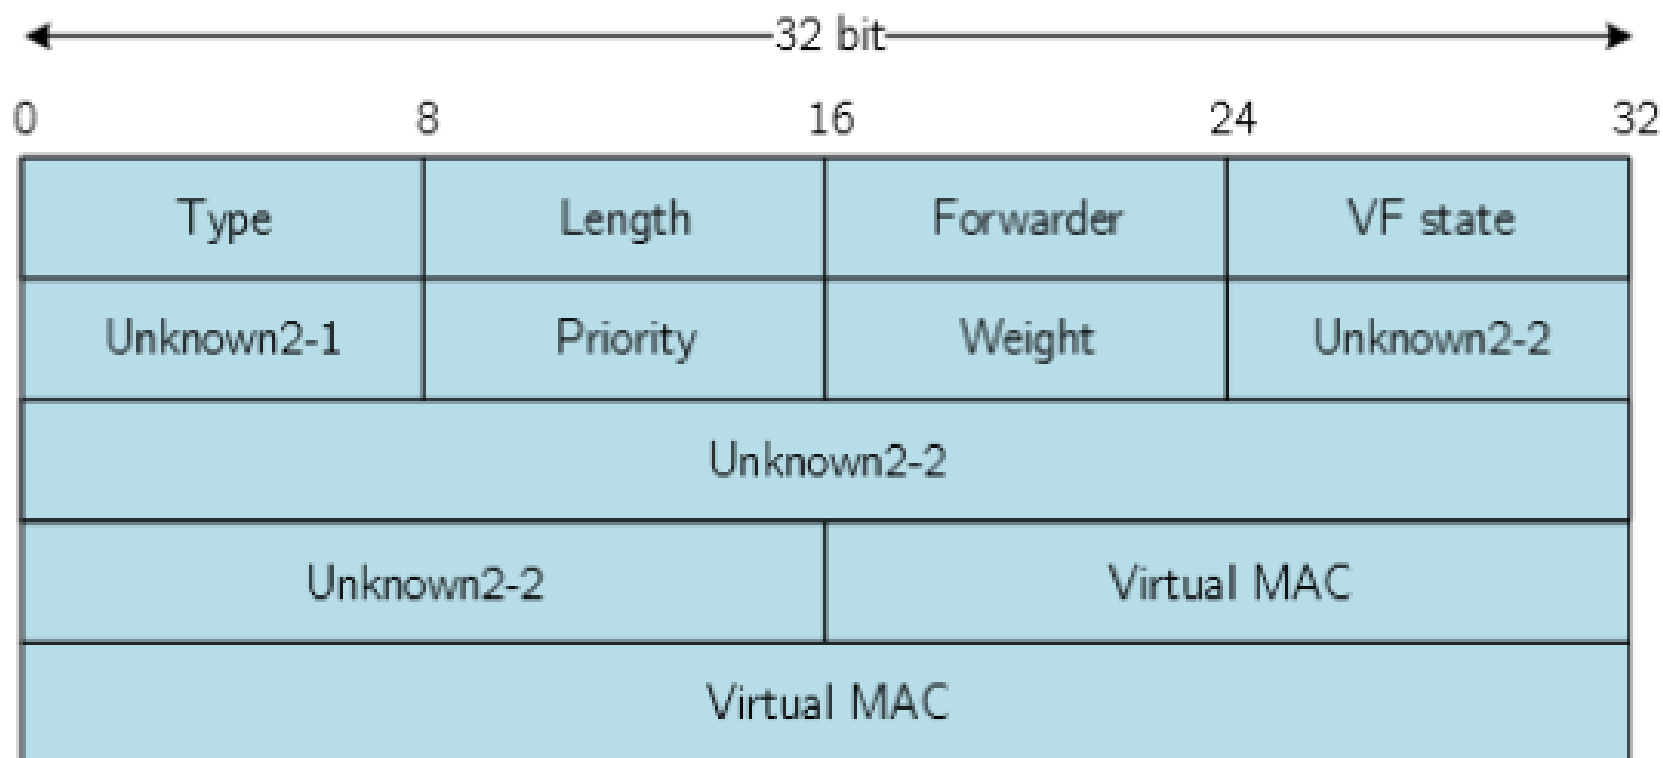 32 bit
0 8 16 24 32
Type Length Forwarder VF state
Unknown2-1 Priority Weight Unknown2-2
Unknown2-2
Unknown2-2 Virtual MAC
Virtual MAC